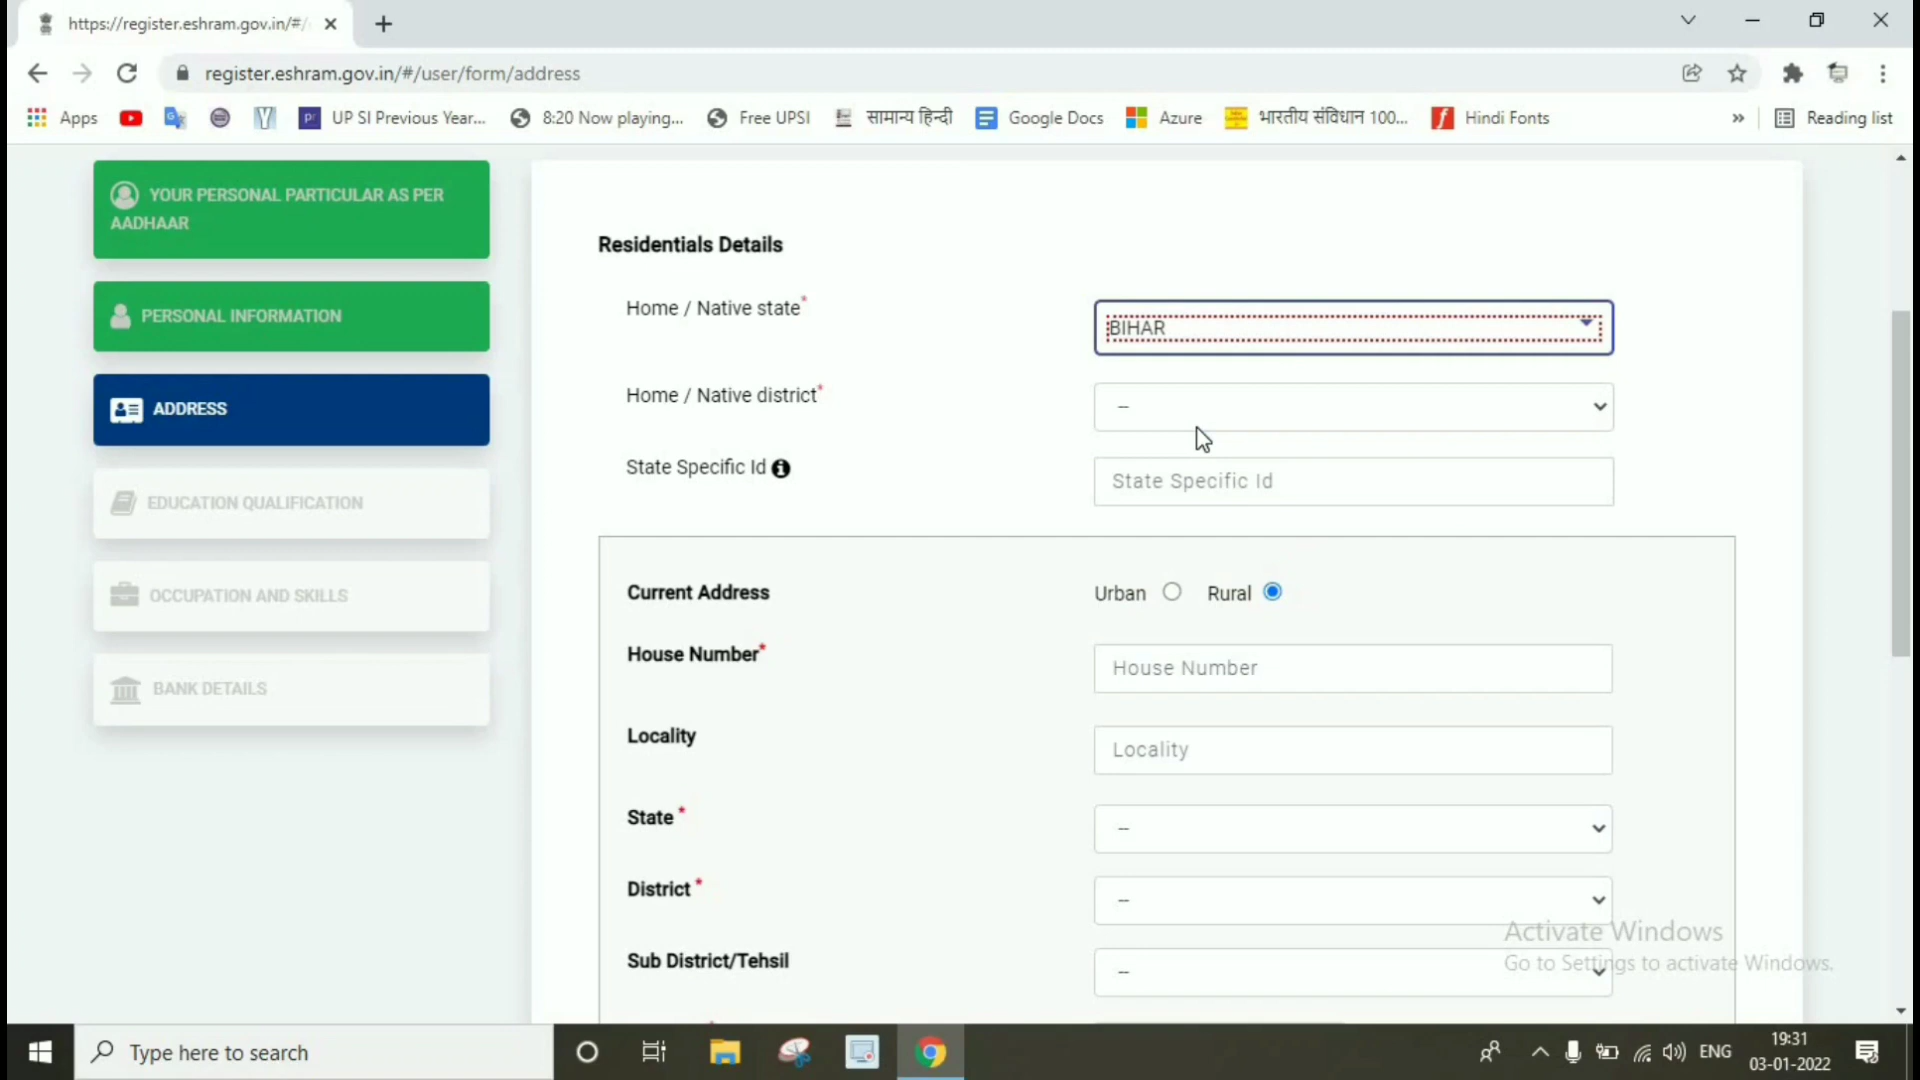 https://register.eshram.gov.in/#/
register.eshram.gov.in/#/user/form/address
Apps
UP SI Previous Year...
8:20 Now playing...
Free UPSI
सामान्य हिन्दी
Google Docs
Azure
भारतीय संविधान 100...
Hindi Fonts
»
Reading list
YOUR PERSONAL PARTICULAR AS PER
AADHAAR
PERSONAL INFORMATION
ADDRESS
EDUCATION QUALIFICATION
OCCUPATION AND SKILLS
BANK DETAILS
Residentials Details
Home / Native state*
BIHAR
Home / Native district*
--
State Specific Id
State Specific Id
Current Address
Urban
Rural
House Number*
House Number
Locality
Locality
State *
--
District *
--
Sub District/Tehsil
--
Activate Windows
Go to Settings to activate Windows.
Type here to search
ENG
19:31
03-01-2022